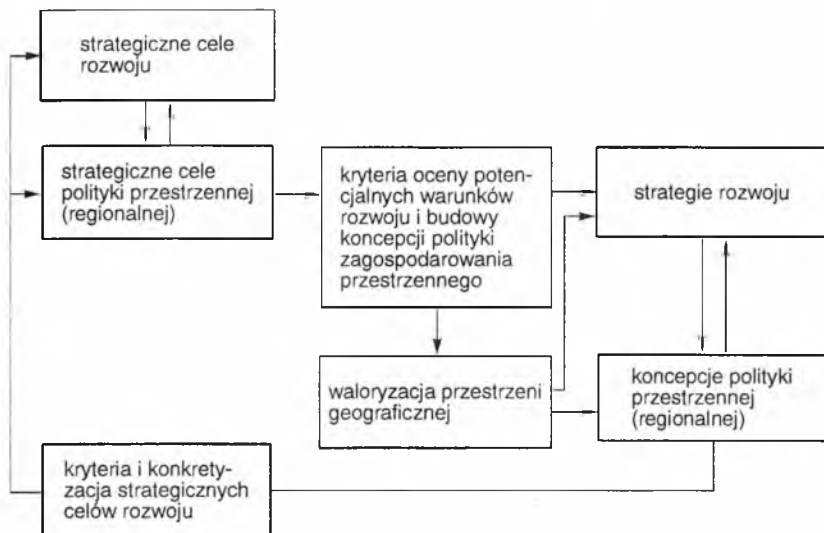 strategiczne cele
rozwoju
strategiczne cele
polityki przestrzennej
(regionalnej)
kryteria oceny poten-
cjalnych warunków
rozwoju i budowy
koncepcji polityki
zagospodarowania
przestrzennego
strategie rozwoju
waloryzacja przestrzeni
geograficznej
koncepcje polityki
przestrzennej
(regionalnej)
kryteria i konkrety-
zacja strategicznych
celów rozwoju